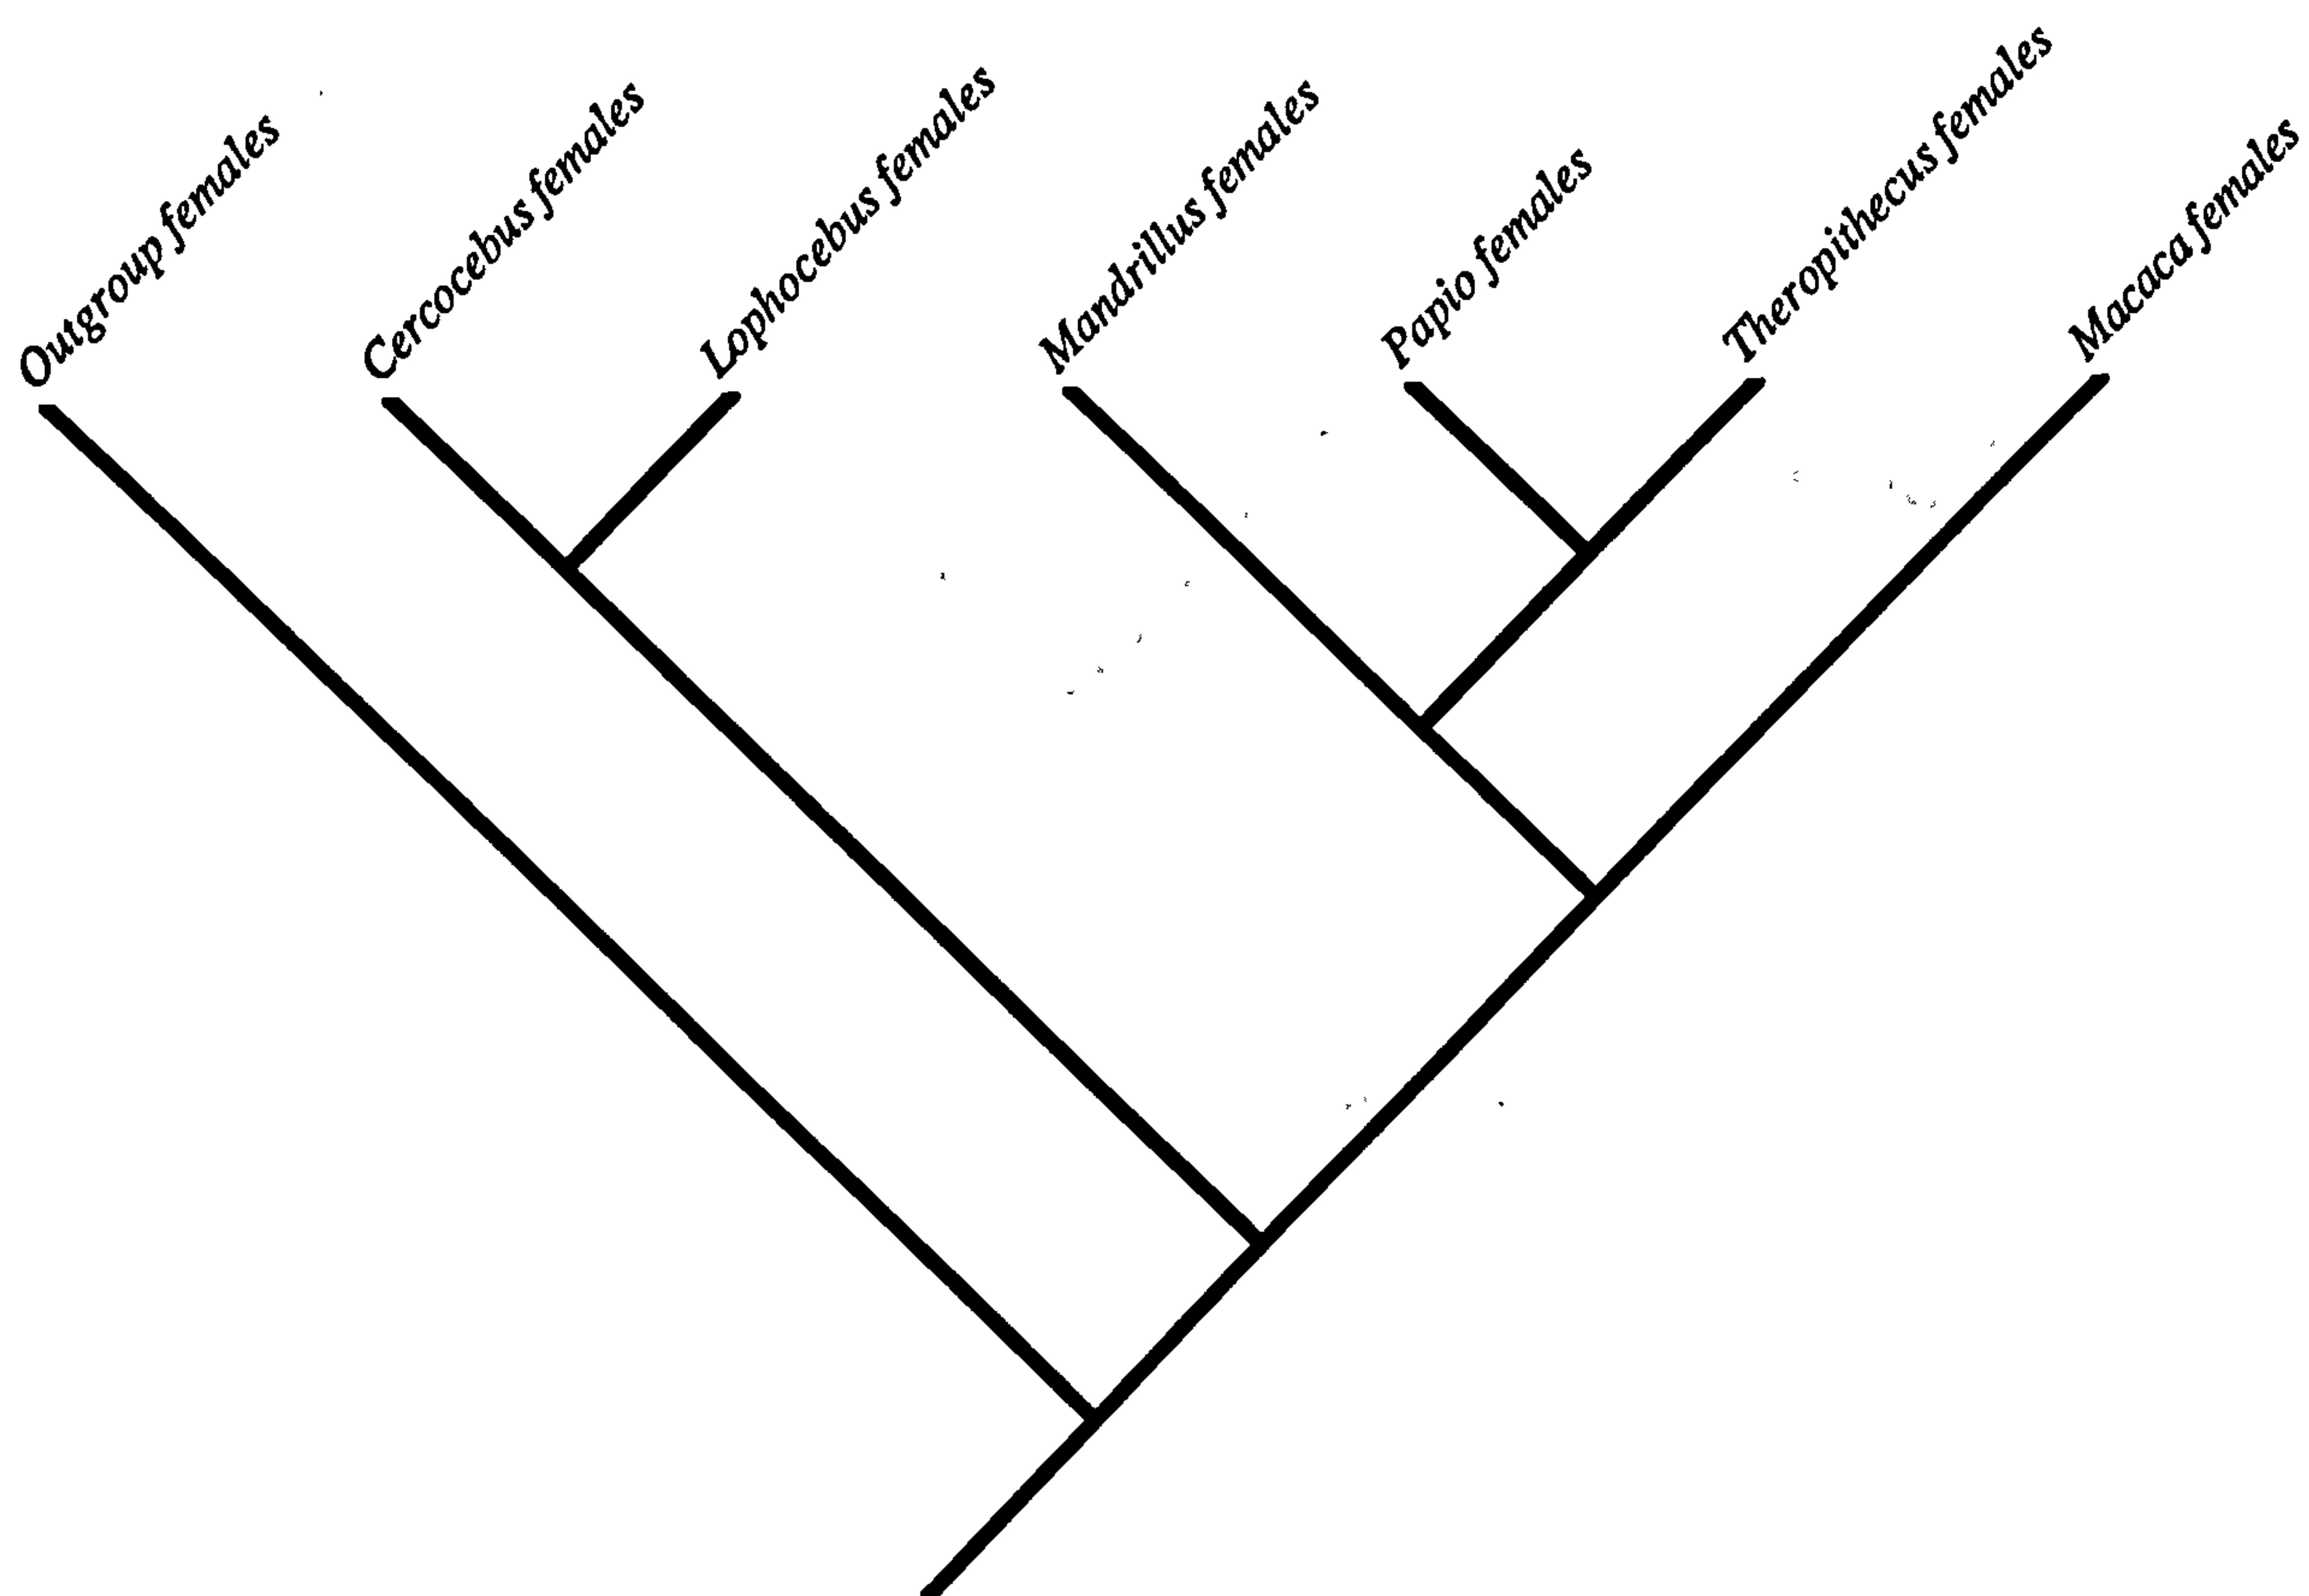 Outgroup females
Cercocebus females
Lophocebus females
Mandrillus females
Papio females
Theropithecus females
Macaca females